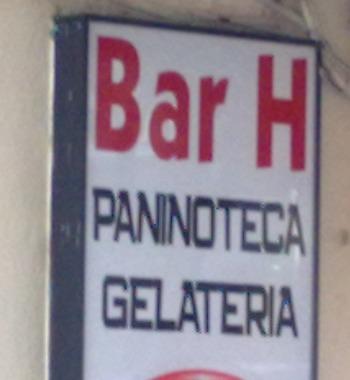 Bar H
PANINOTECA
GELATERIA